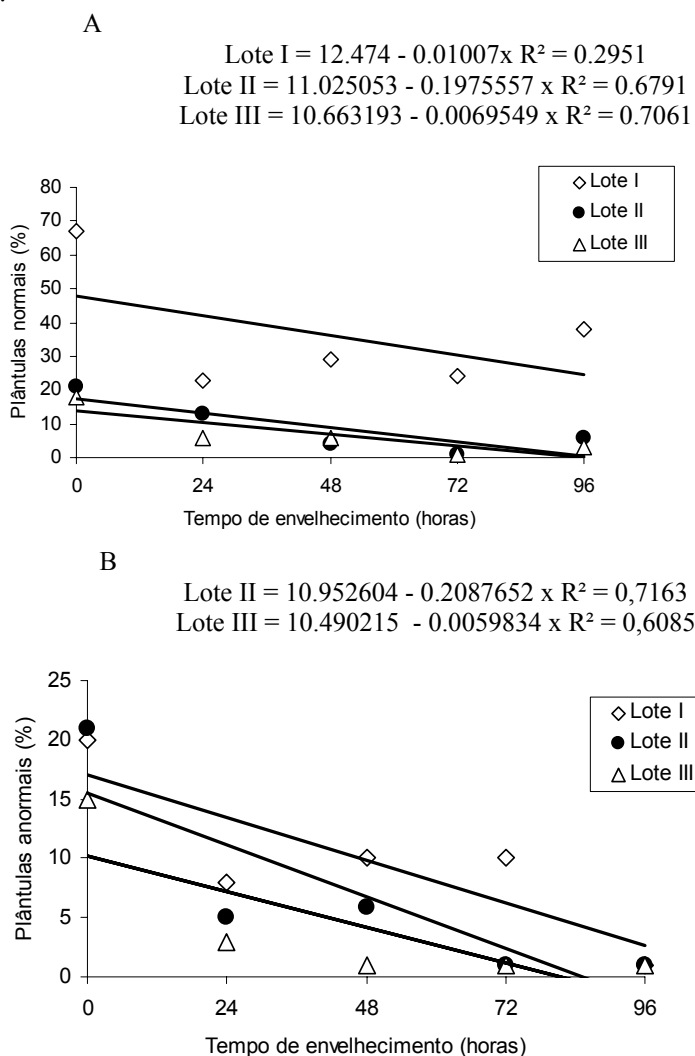 A
Lote I = 12.474 - 0.01007x R² = 0.2951
Lote II = 11.025053 - 0.1975557 x R² = 0.6791
Lote III = 10.663193 - 0.0069549 x R² = 0.7061
80
70
60
50
40
30
20
10
0
Plântulas normais (%)
Lote I
Lote II
Lote III
0 24 48 72 96
Tempo de envelhecimento (horas)
B
Lote II = 10.952604 - 0.2087652 x R² = 0,7163
Lote III = 10.490215 - 0.0059834 x R² = 0,6085
25
20
15
10
5
0
Plântulas anormais (%)
Lote I
Lote II
Lote III
0 24 48 72 96
Tempo de envelhecimento (horas)